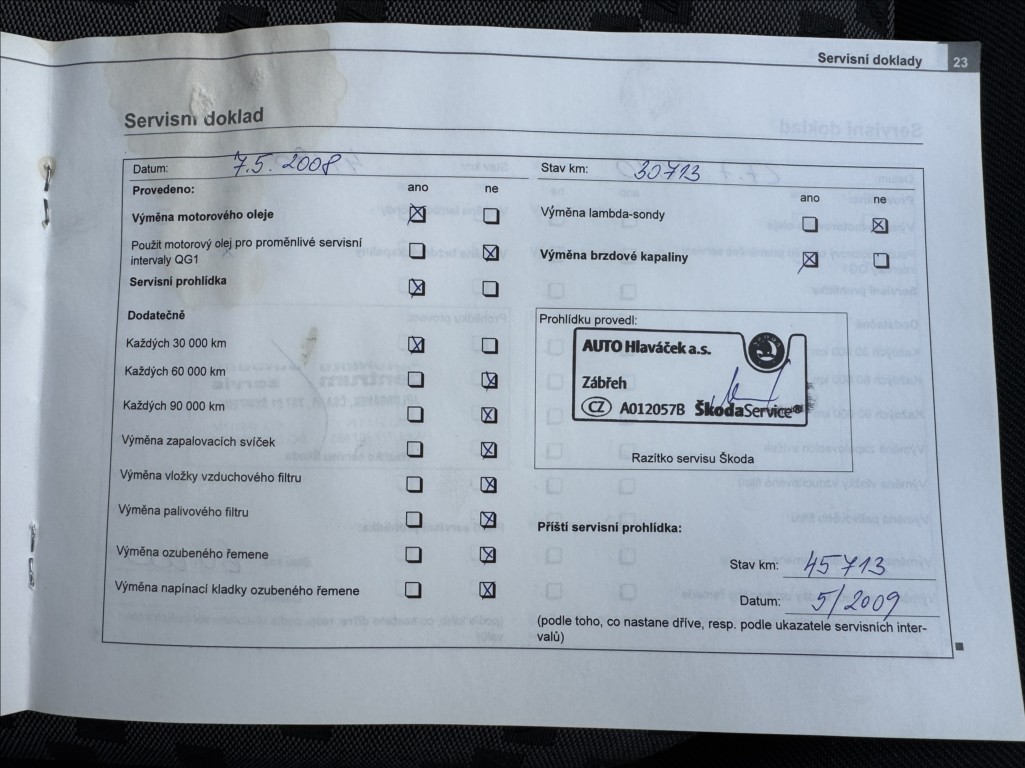 Servisní doklady 23
Servisní doklad
Datum: 7.5.2008 Stav km: 30713
Provedeno: ano ne
ano ne
Výměna motorového oleje
Výměna lambda-sondy
Použit motorový olej pro proměnlivé servisní
intervaly QG1
Výměna brzdové kapaliny
Servisní prohlídka
Dodatečně
Každých 30 000 km
Každých 60 000 km
Každých 90 000 km
Výměna zapalovacích svíček
Výměna vložky vzduchového filtru
Výměna palivového filtru
Výměna ozubeného řemene
Výměna napínací kladky ozubeného řemene
Prohlídku provedl:
AUTO Hlaváček a.s.
Zábřeh
CZ A012057B ŠkodaService®
Razítko servisu Škoda
Příští servisní prohlídka:
Stav km: 45713
Datum: 5/2009
(podle toho, co nastane dříve, resp. podle ukazatele servisních inter-
valů)